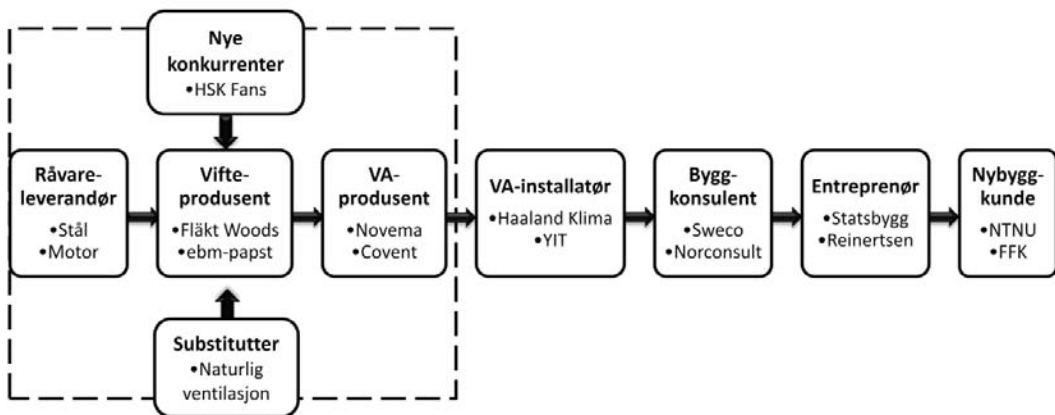 Nye
konkurrenter
•HSK Fans
Råvare-
leverandør
•Stål
•Motor
Vifte-
produsent
•Fläkt Woods
•ebm-papst
VA-
produsent
•Novema
•Covent
VA-installatør
•Haaland Klima
•YIT
Bygg-
konsulent
•Sweco
•Norconsult
Entreprenør
•Statsbygg
•Reinertsen
Nybygg-
kunde
•NTNU
•FFK
Substitutter
•Naturlig
ventilasjon